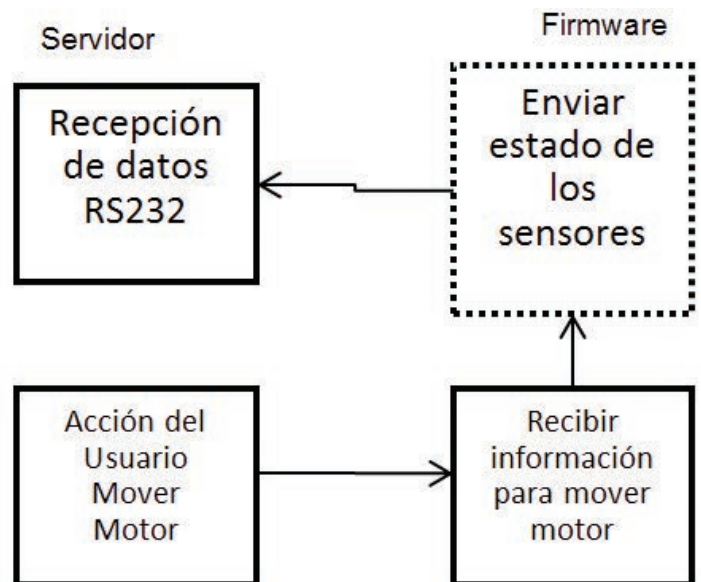 Servidor
Firmware
Recepción
de datos
RS232
Enviar
estado de
los
sensores
Acción del
Usuario
Mover
Motor
Recibir
información
para mover
motor